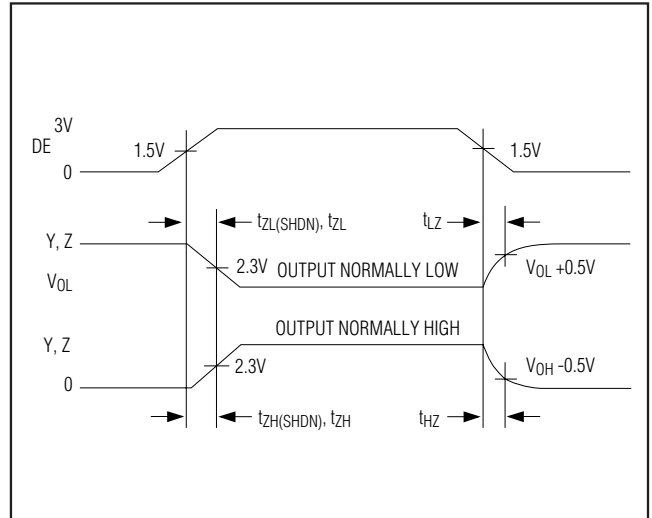 3V
DE
1.5V
1.5V
0
tZL(SHDN), tZL
tLZ
Y, Z
2.3V
OUTPUT NORMALLY LOW
VOL +0.5V
VOL
OUTPUT NORMALLY HIGH
Y, Z
2.3V
VOH -0.5V
0
tZH(SHDN), tZH
tHZ